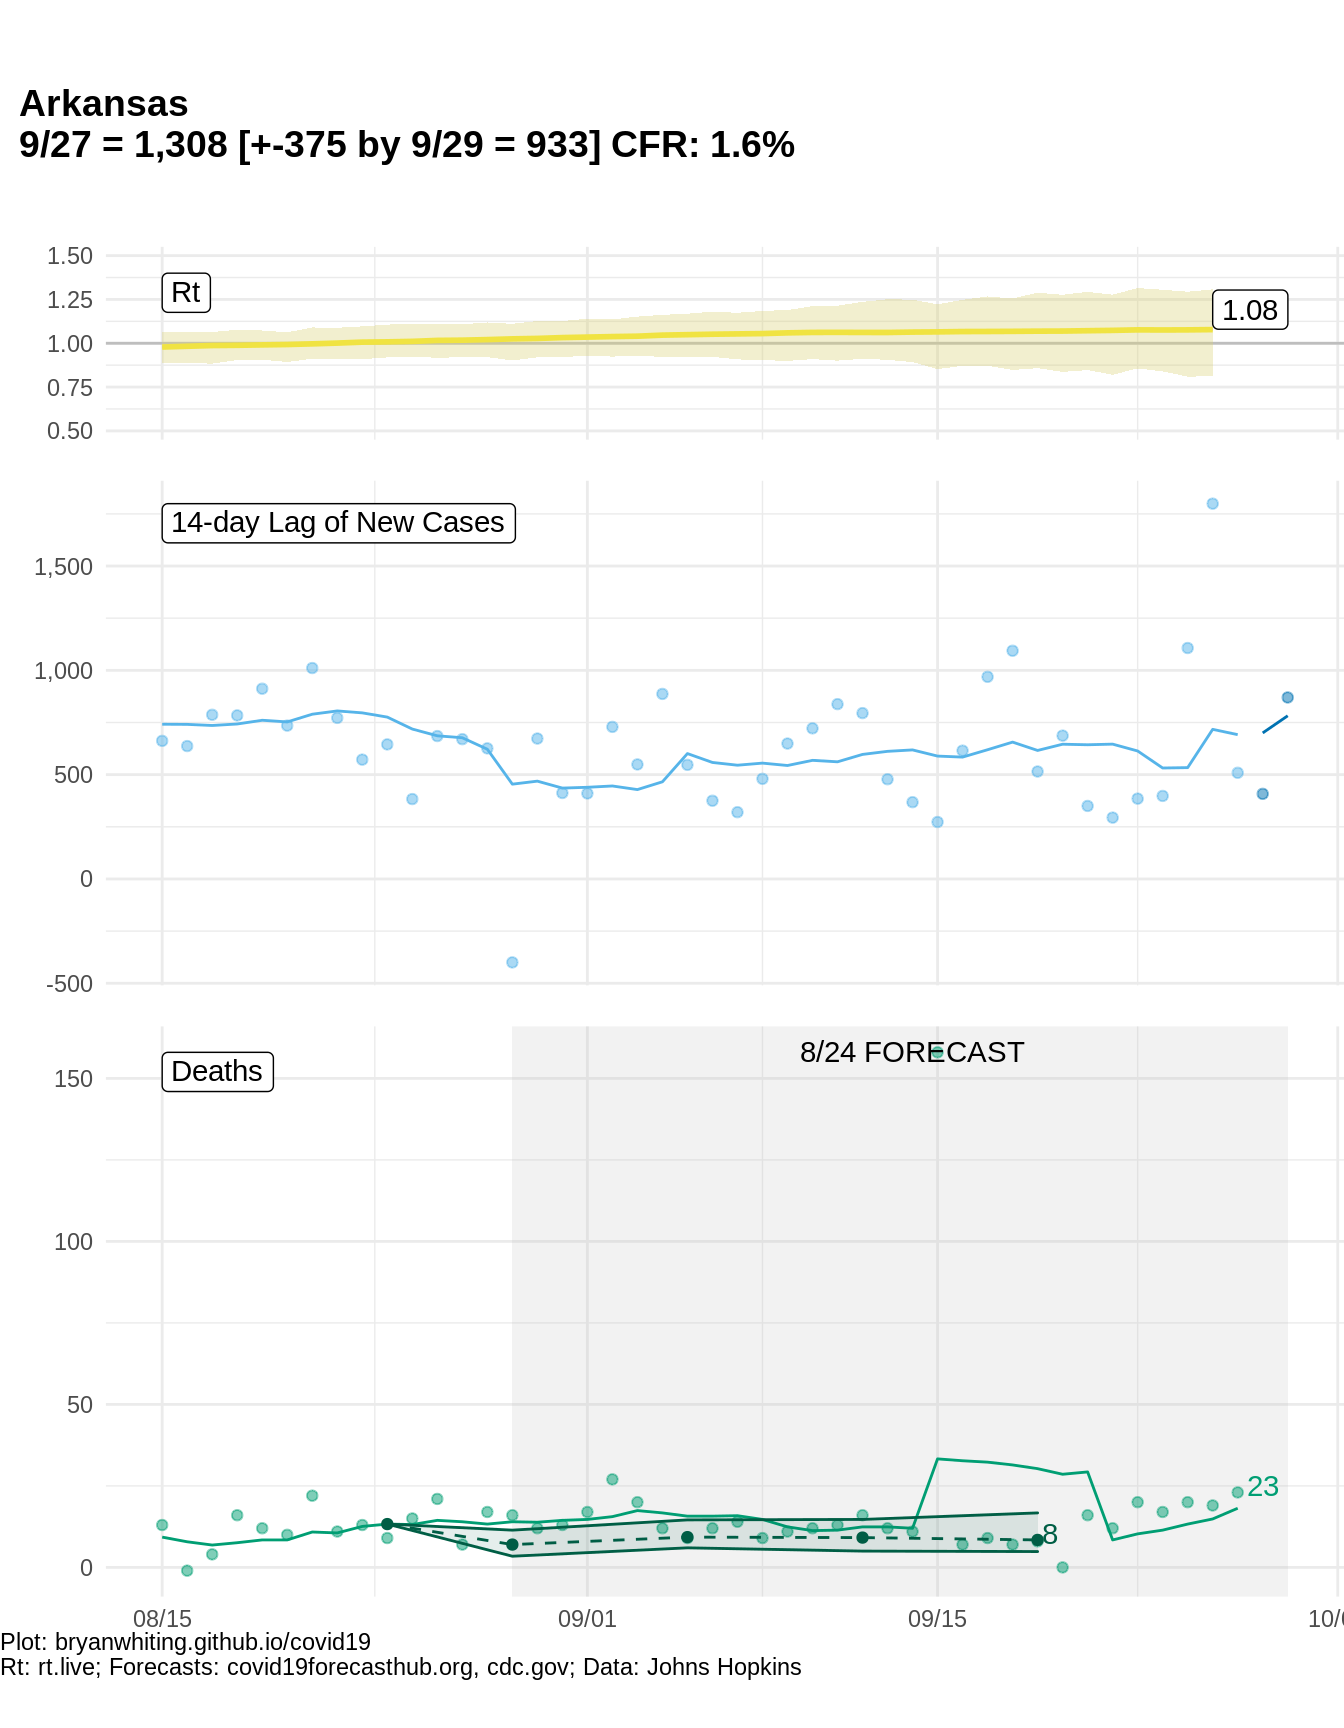 Arkansas
9/27 = 1,308 [+-375 by 9/29 = 933] CFR: 1.6%
1.50
Rt
1.25
1.08
1.00
0.75
0.50
14-day Lag of New Cases
1,500
1,000
500
0
-500
8/24 FORECAST
Deaths
150
100
50
23
8
0
08/15 09/01 09/15
Plot: bryanwhiting.github.io/covid19
Rt: rt.live; Forecasts: covid19forecasthub.org, cdc.gov; Data: Johns Hopkins